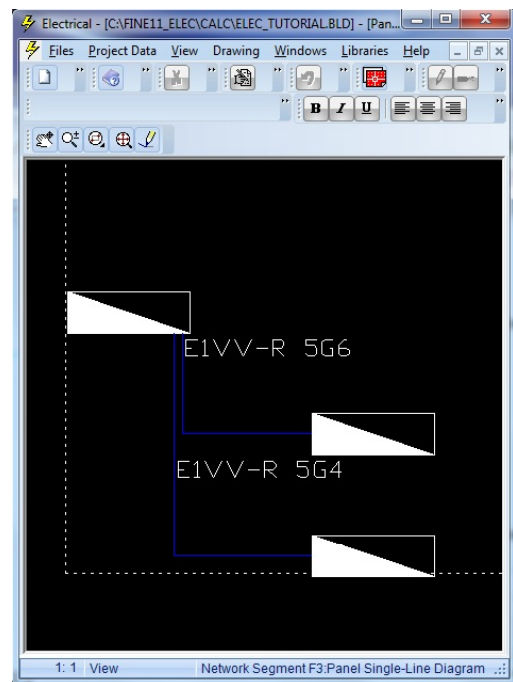 Electrical - [C:\FINE11_ELEC\CALC\ELEC_TUTORIAL.BLD] - [Pan...
Files Project Data View Drawing Windows Libraries Help
B I U
E1VV-R 5G6
E1VV-R 5G4
1: 1 View Network Segment F3:Panel Single-Line Diagram